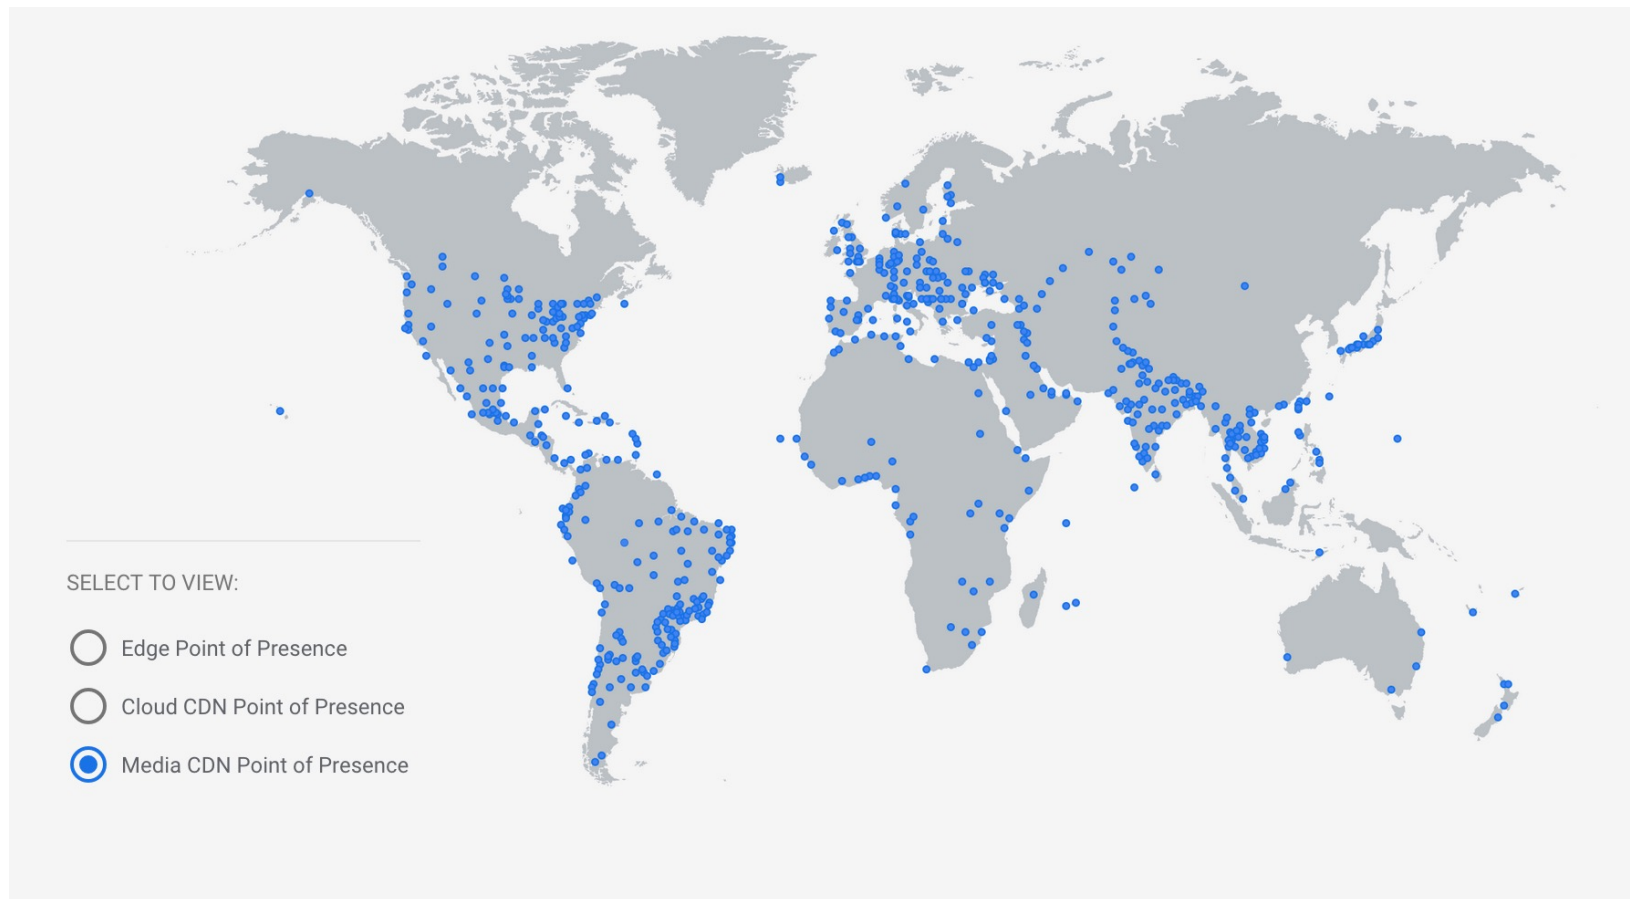 SELECT TO VIEW:
Edge Point of Presence
Cloud CDN Point of Presence
Media CDN Point of Presence